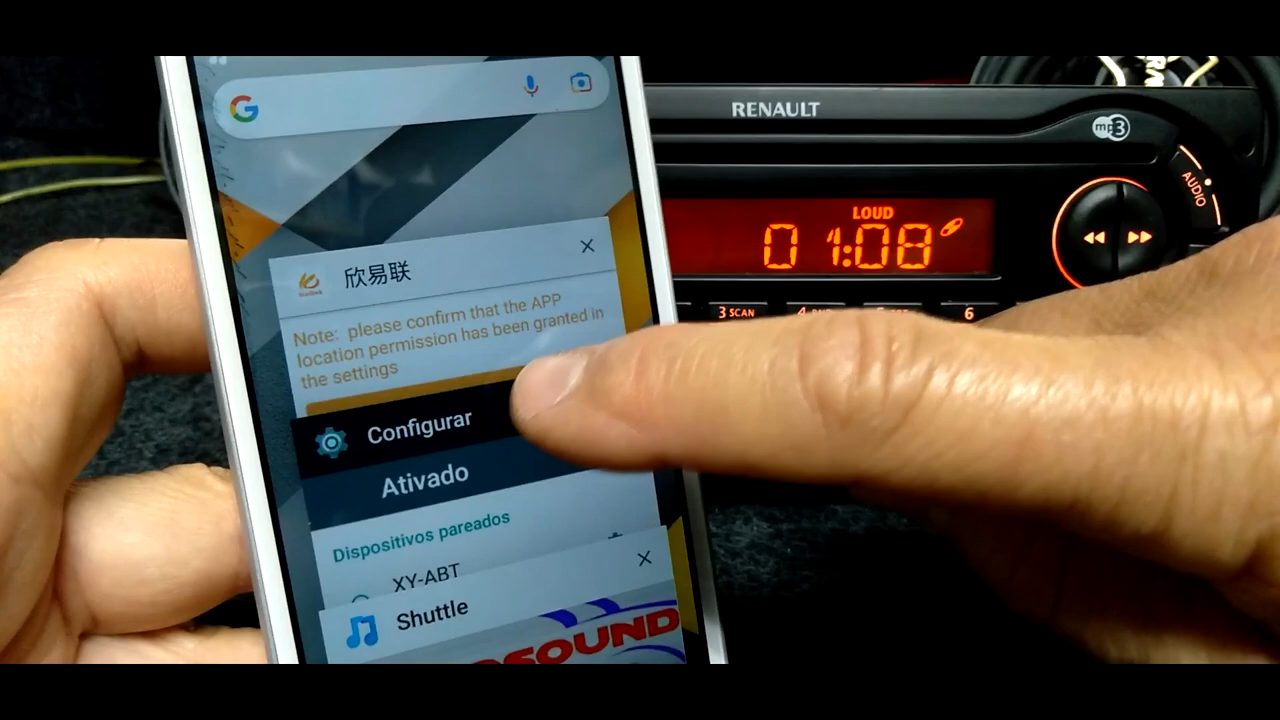 RENAULT
mp3
AUDIO
LOUD
01:08
3 SCAN
6
欣易联
Note: please confirm that the APP
location permission has been granted in
the settings
Configurar
Ativado
Dispositivos pareados
XY-ABT
Shuttle